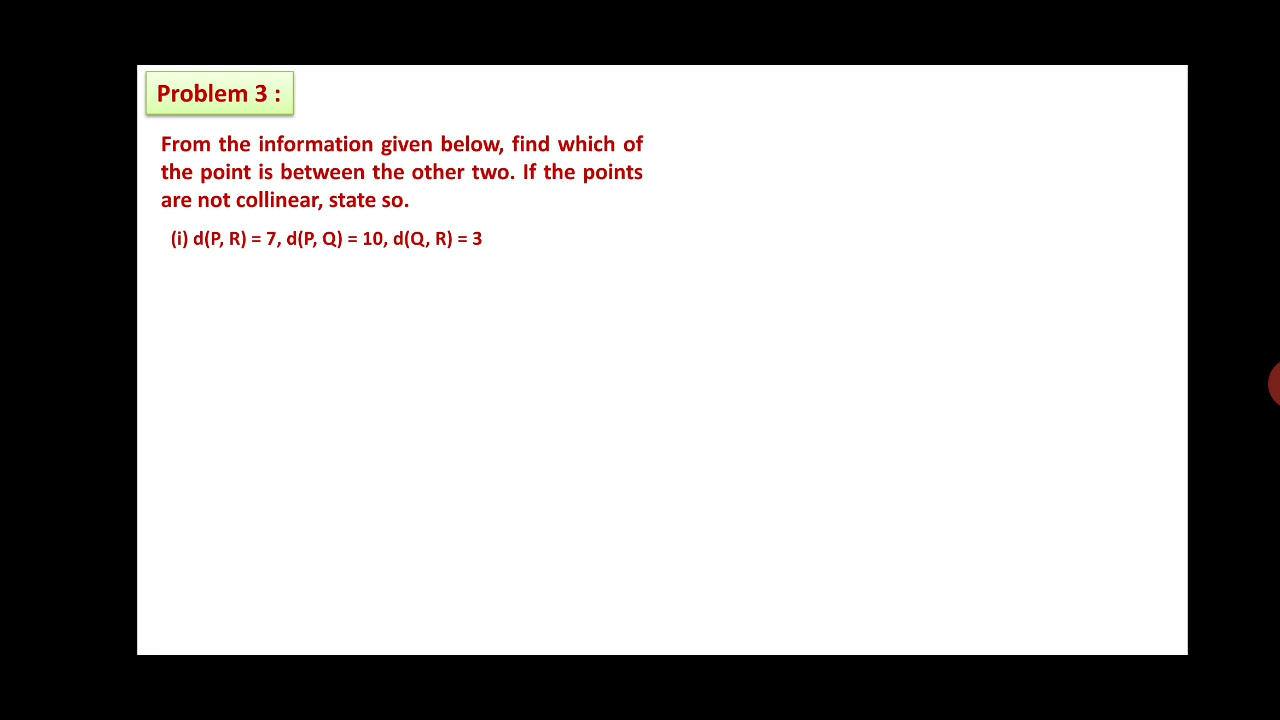 Problem 3 :
From the information given below, find which of
the point is between the other two. If the points
are not collinear, state so.
(i) d(P, R) = 7, d(P, Q) = 10, d(Q, R) = 3